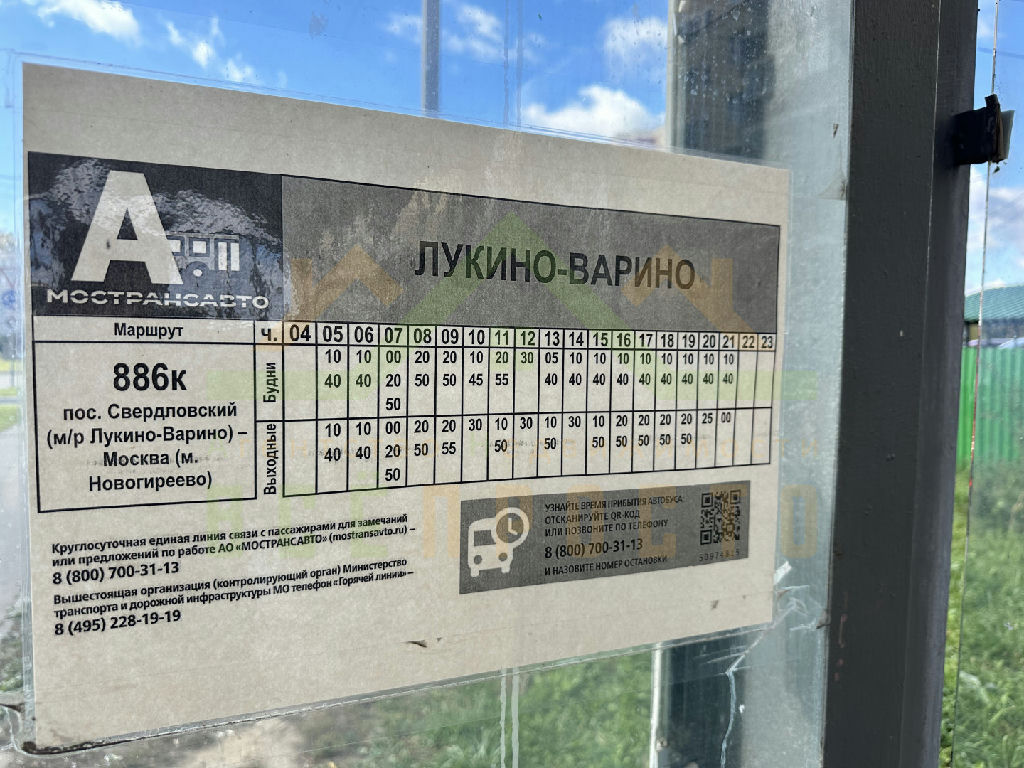 А
МОСТРАНСАВТО
ЛУКИНО-ВАРИНО
Маршрут
886к
пос. Свердловский
(м/р Лукино-Варино) –
Москва (м.
Новогиреево)
ч. 04 05 06 07 08 09 10 11 12 13 14 15 16 17 18 19 20 21 22 23
Будни
10 10 00 20 20 10 20 30 05 10 10 10 10 10 10 10 10
40 40 20 50 50 45 55 40 40 40 40 40 40 40 40 40
50
Выходные
10 10 00 20 20 30 10 30 10 30 10 20 20 20 20 25 00
40 40 20 50 55 50 50 50 50 50 50 50
50
Круглосуточная единая линия связи с пассажирами для замечаний
или предложений по работе АО «МОСТРАНСАВТО» (mostransavto.ru) –
8 (800) 700-31-13
Вышестоящая организация (контролирующий орган) Министерство
транспорта и дорожной инфраструктуры МО телефон «Горячей линии» –
8 (495) 228-19-19
УЗНАЙТЕ ВРЕМЯ ПРИБЫТИЯ АВТОБУСА:
ОТСКАНИРУЙТЕ QR-КОД
ИЛИ ПОЗВОНИТЕ ПО ТЕЛЕФОНУ
8 (800) 700-31-13
И НАЗОВИТЕ НОМЕР ОСТАНОВКИ